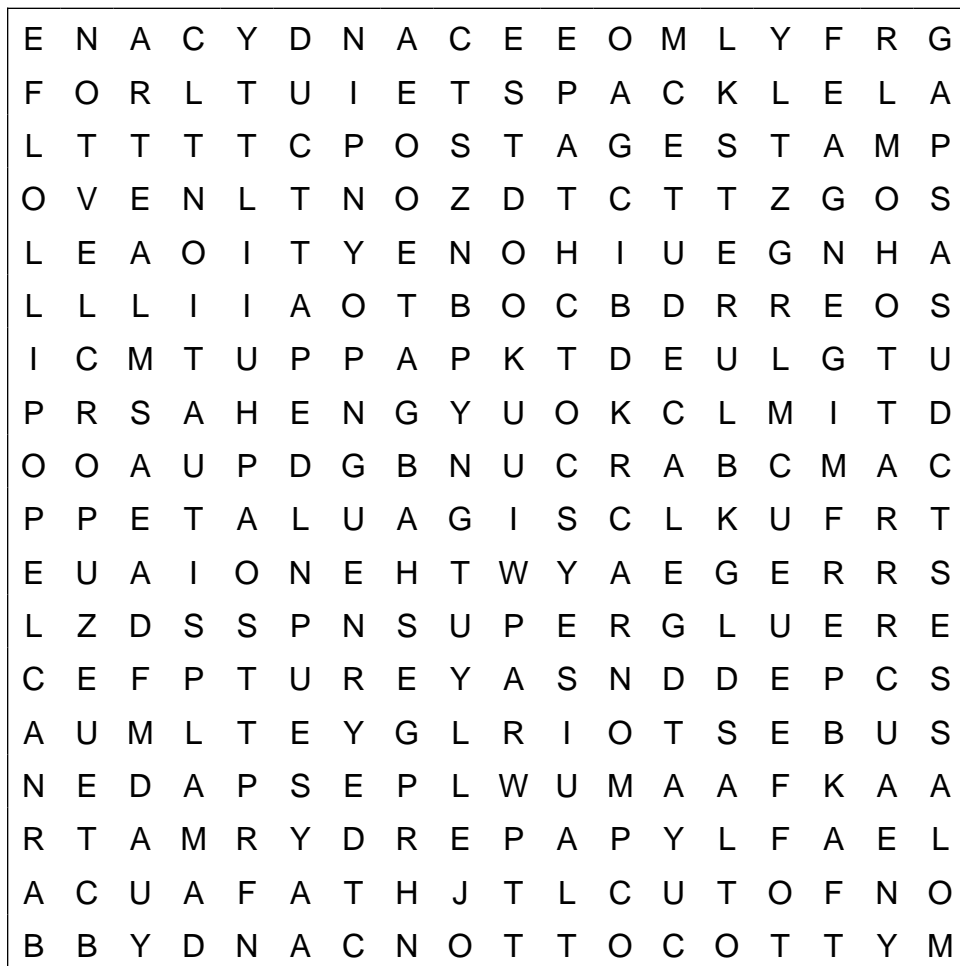 E N A C Y D N A C E E O M L Y F R G
F O R L T U I E T S P A C K L E L A
L T T T T C P O S T A G E S T A M P
O V E N L T N O Z D T C T T Z G O S
L E A O I T Y E N O H I U E G N H A
L L L I I A O T B O C B D R R E O S
I C M T U P P A P K T D E U L G T U
P R S A H E N G Y U O K C L M I T D
O O A U P D G B N U C R A B C M A C
P P E T A L U A G I S C L K U F R T
E U A I O N E H T W Y A E G E R R S
L Z D S S P N S U P E R G L U E R E
C E F P T U R E Y A S N D D E P C S
A U M L T E Y G L R I O T S E B U S
N E D A P S E P L W U M A A F K A A
R T A M R Y D R E P A P Y L F A E L
A C U A F A T H J T L C U T O F N O
B B Y D N A C N O T T O C O T T Y M